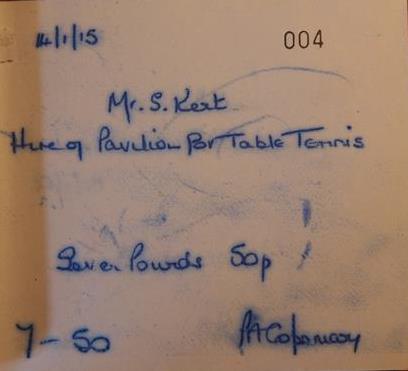 14/1/15 004
Mr. S. Kent
Hire of Pavilion for Table Tennis
Seven Pounds 50p
7-50